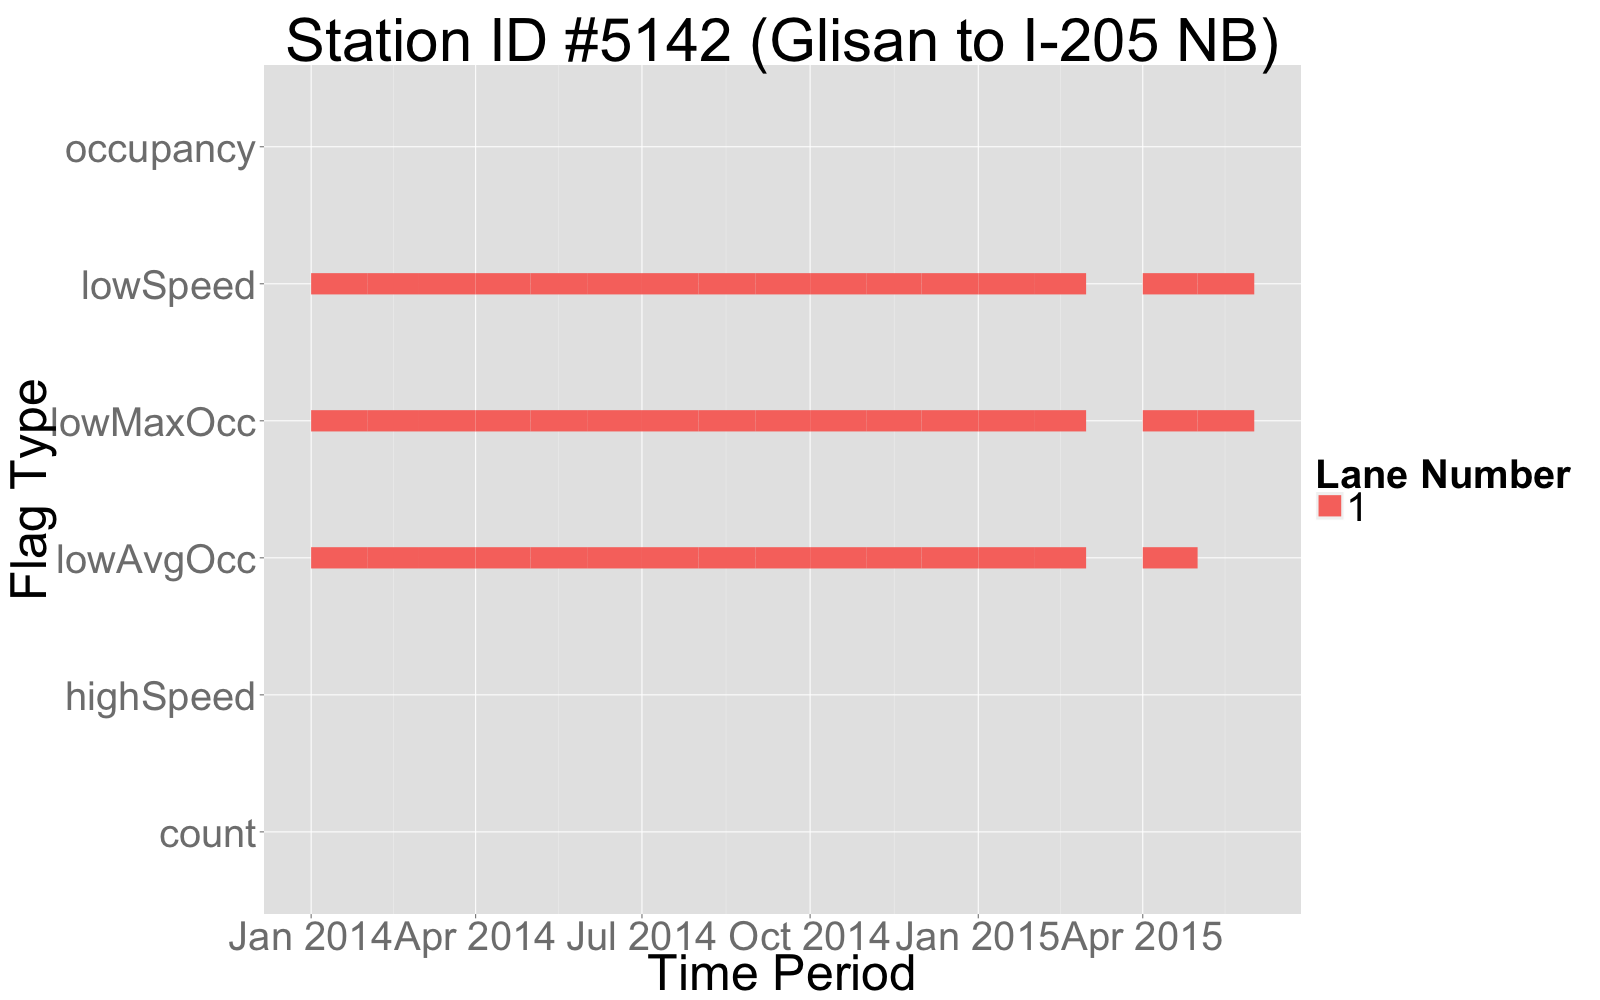 Station ID #5142 (Glisan to I-205 NB)
occupancy
lowSpeed
lowMaxOcc
lowAvgOcc
highSpeed
count
Flag Type
Jan 2014 Apr 2014 Jul 2014 Oct 2014 Jan 2015 Apr 2015
Time Period
Lane Number
1